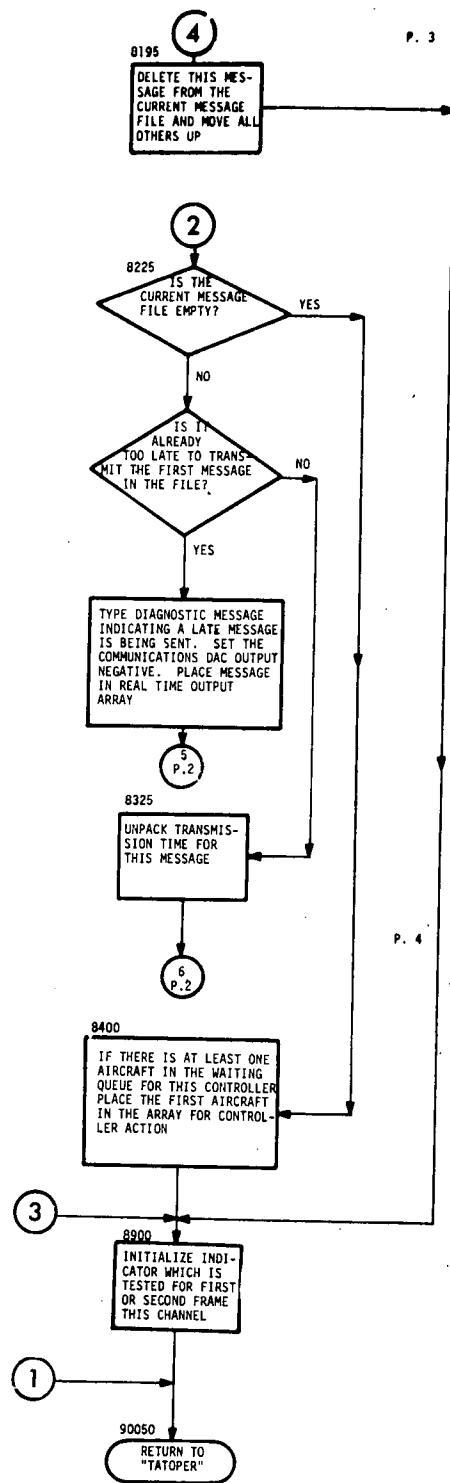 4
P. 3
8195
DELETE THIS MES-
SAGE FROM THE
CURRENT MESSAGE
FILE AND MOVE ALL
OTHERS UP
2
8225
IS THE
CURRENT MESSAGE
FILE EMPTY?
YES
NO
IS IT
ALREADY
TOO LATE TO TRANS-
MIT THE FIRST MESSAGE
IN THE FILE?
NO
YES
TYPE DIAGNOSTIC MESSAGE
INDICATING A LATE MESSAGE
IS BEING SENT. SET THE
COMMUNICATIONS DAC OUTPUT
NEGATIVE. PLACE MESSAGE
IN REAL TIME OUTPUT
ARRAY
5
P.2
8325
UNPACK TRANSMIS-
SION TIME FOR
THIS MESSAGE
P. 4
6
P.2
8400
IF THERE IS AT LEAST ONE
AIRCRAFT IN THE WAITING
QUEUE FOR THIS CONTROLLER
PLACE THE FIRST AIRCRAFT
IN THE ARRAY FOR CONTROL-
LER ACTION
3
8900
INITIALIZE INDI-
CATOR WHICH IS
TESTED FOR FIRST
OR SECOND FRAME
THIS CHANNEL
1
90050
RETURN TO
"TATOPER"